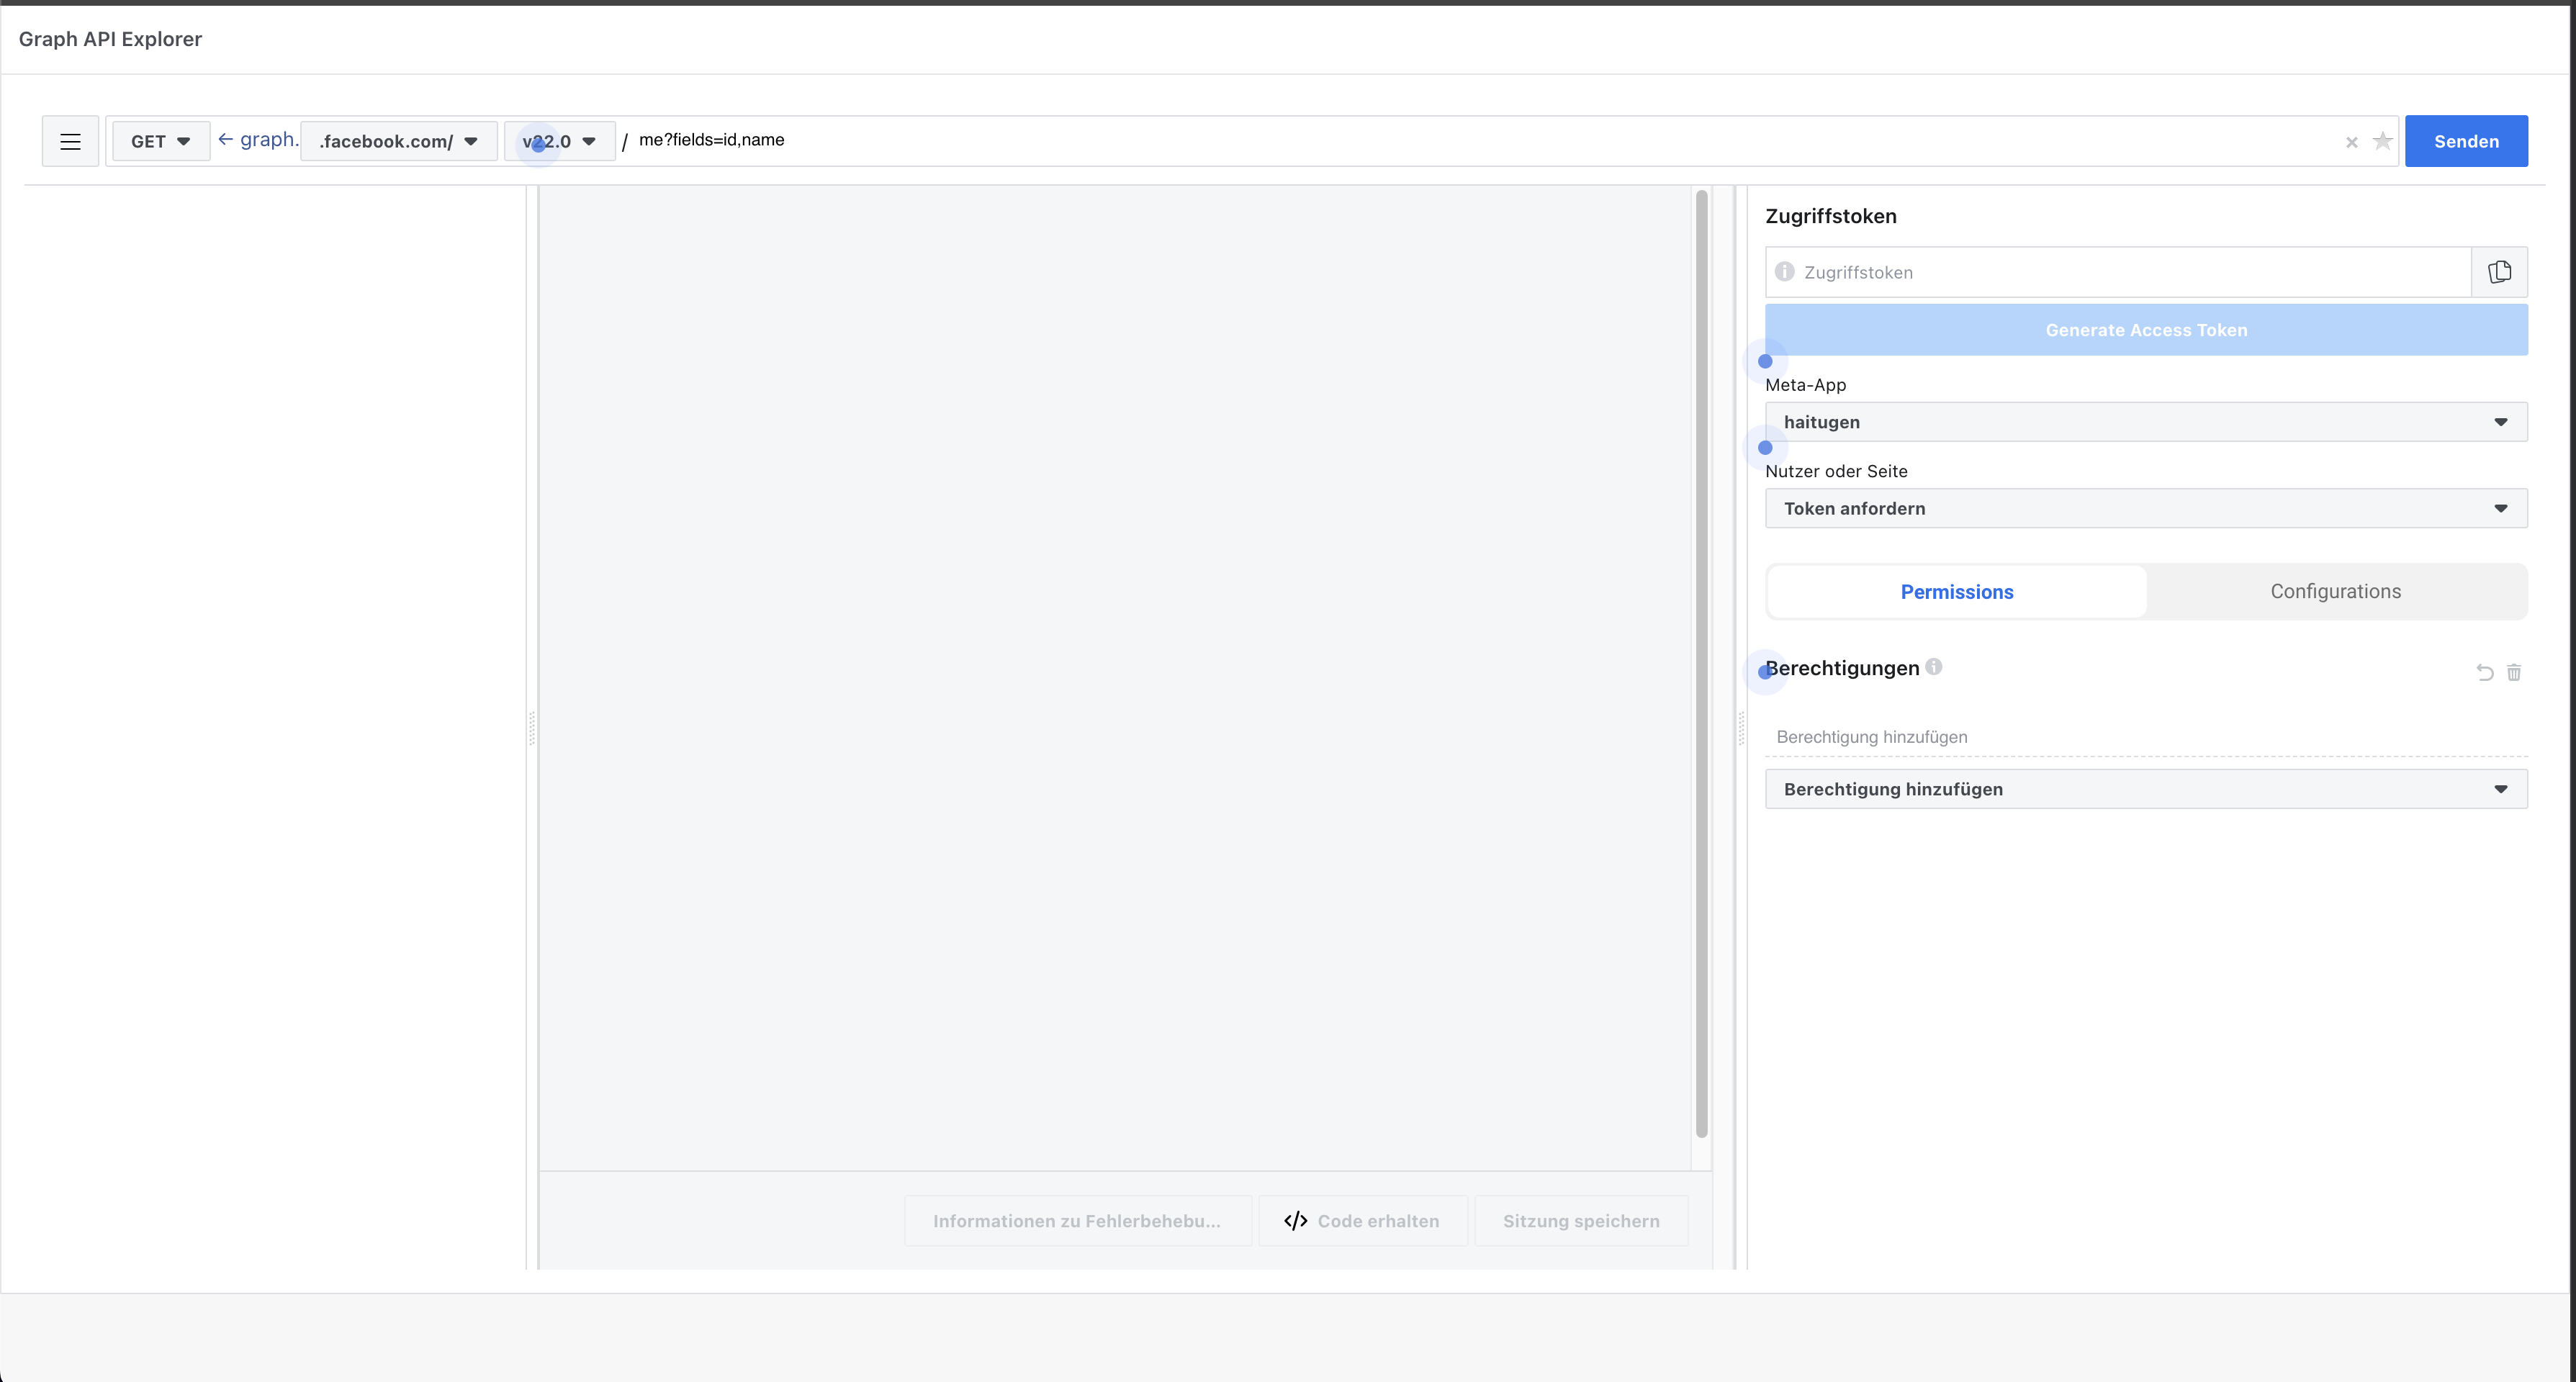 Graph API Explorer
GET
← graph.
.facebook.com/
v22.0
/
me?fields=id,name
Senden
Zugriffstoken
Zugriffstoken
Generate Access Token
Meta-App
haitugen
Nutzer oder Seite
Token anfordern
Permissions
Configurations
Berechtigungen
Berechtigung hinzufügen
Berechtigung hinzufügen
Informationen zu Fehlerbehebu...
</> Code erhalten
Sitzung speichern